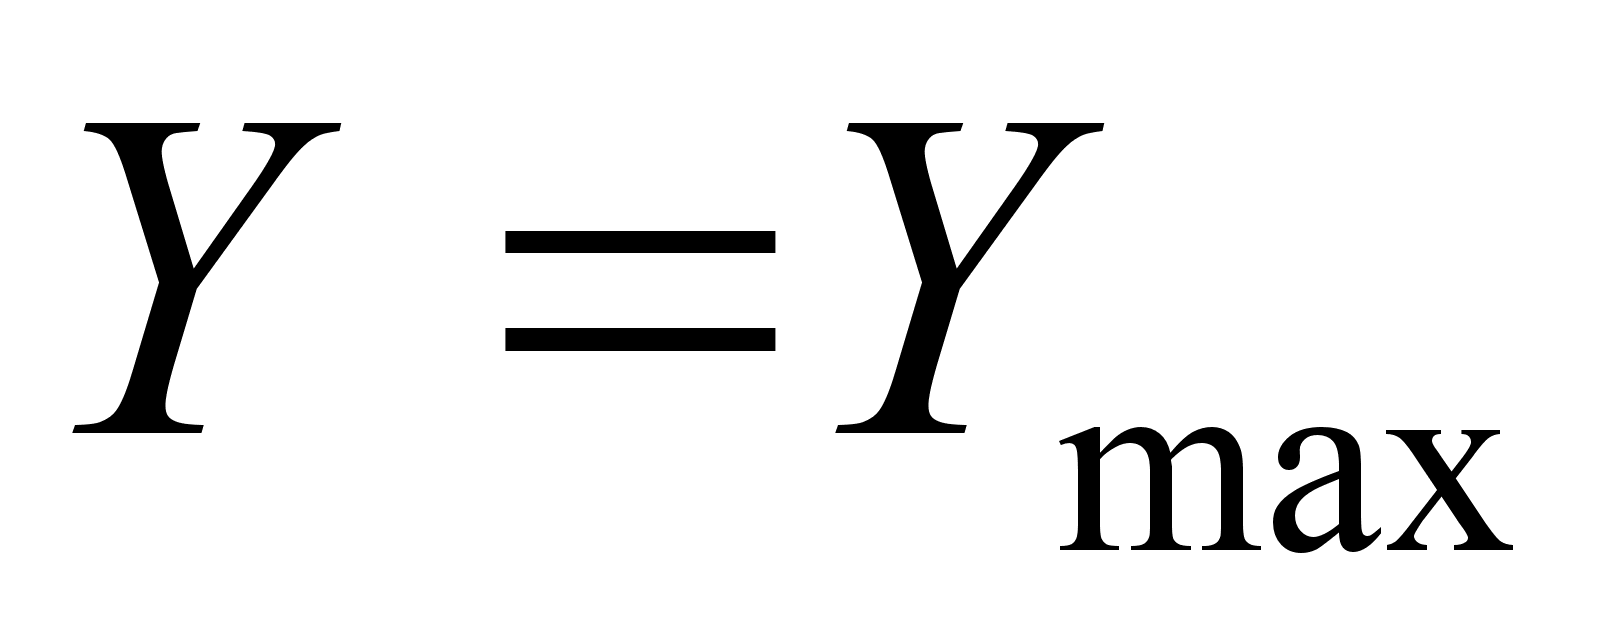 Y = Y_max